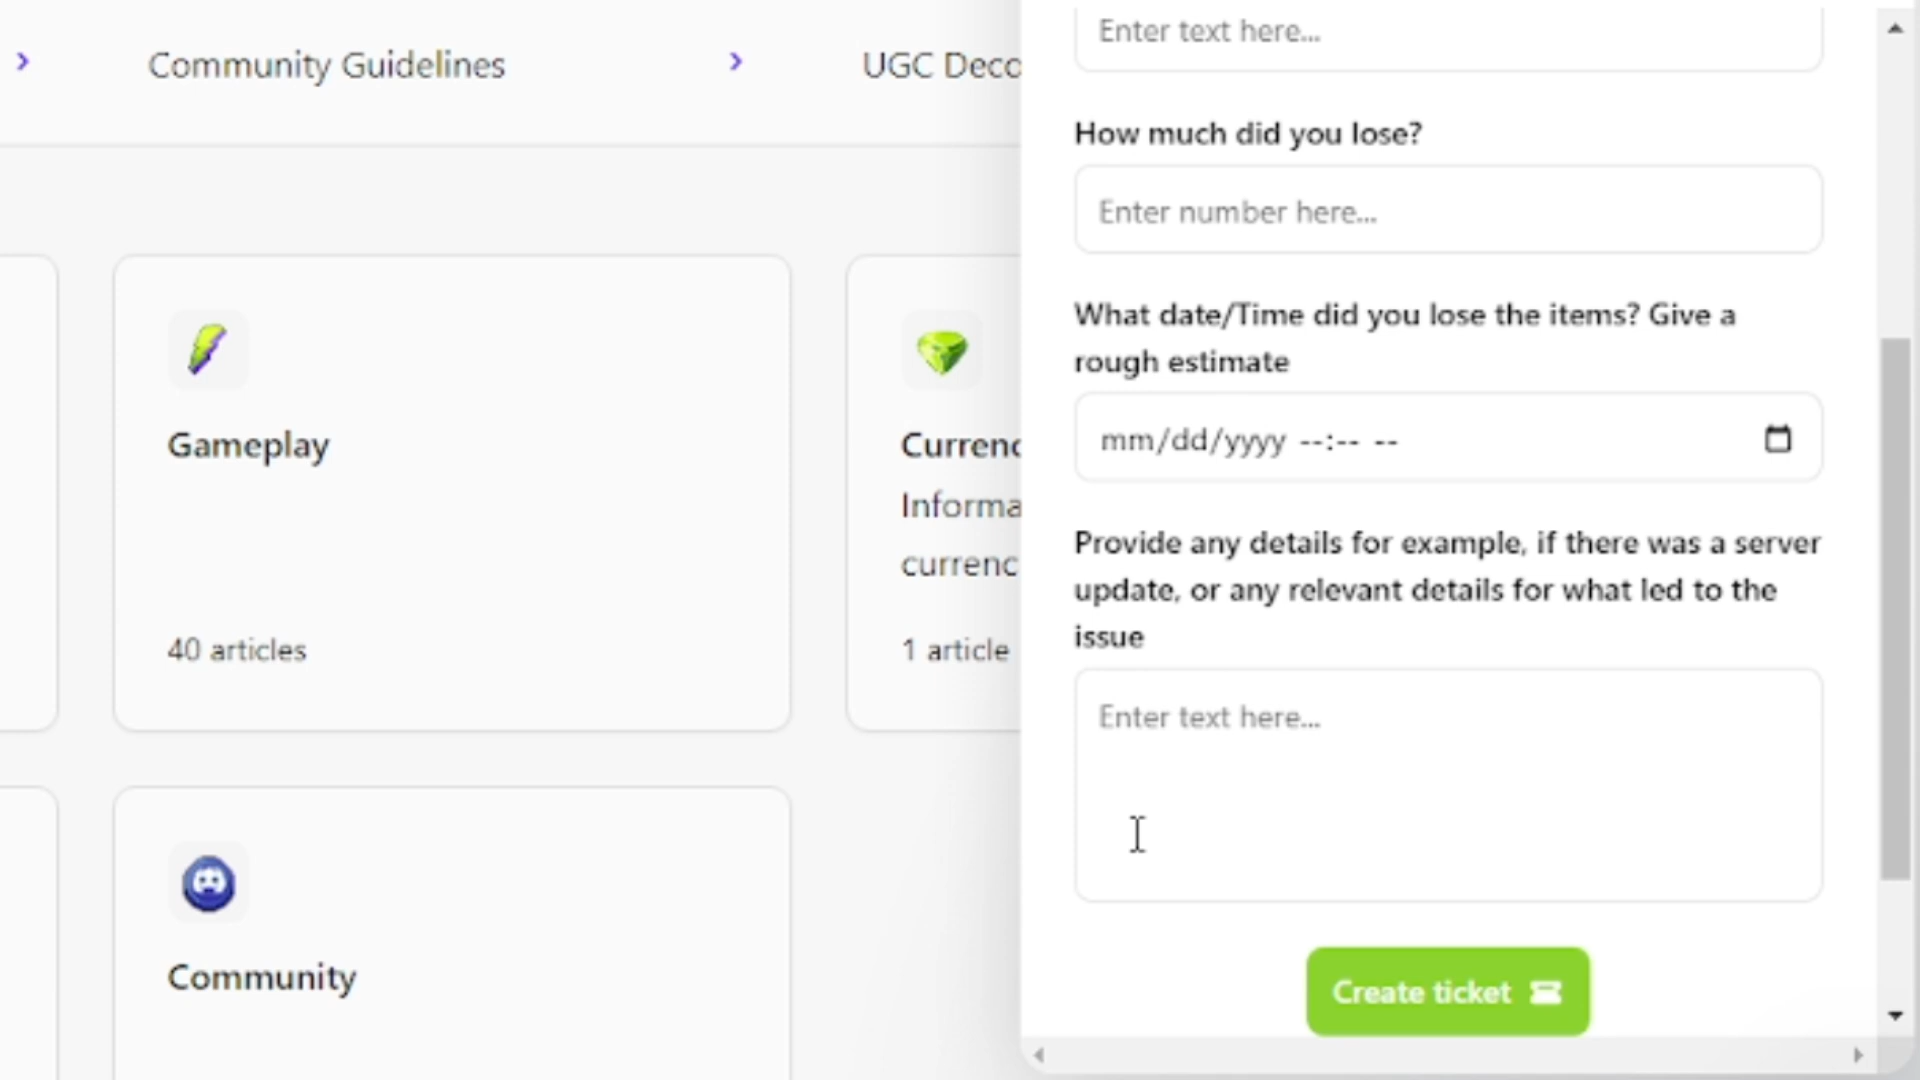 Community Guidelines
UGC Deco
Gameplay
40 articles
Currenc
Informa
currenc
1 article
Community
Enter text here...
How much did you lose?
Enter number here...
What date/Time did you lose the items? Give a
rough estimate
mm/dd/yyyy --:-- --
Provide any details for example, if there was a server
update, or any relevant details for what led to the
issue
Enter text here...
Create ticket